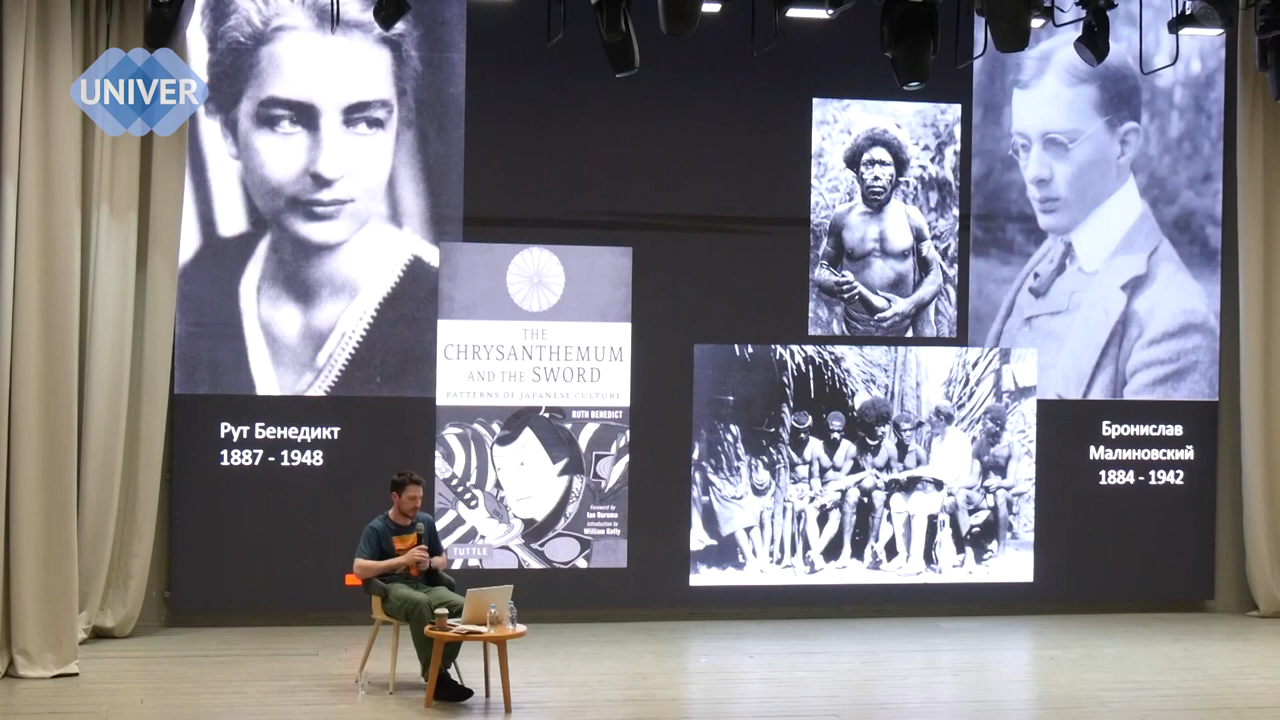 UNIVER
THE
CHRYSANTHEMUM
AND THE SWORD
PATTERNS OF JAPANESE CULTURE
RUTH BENEDICT
Foreword by
Ian Buruma
Introduction by
William Kelly
TUTTLE
Рут Бенедикт
1887 - 1948
Бронислав
Малиновский
1884 - 1942